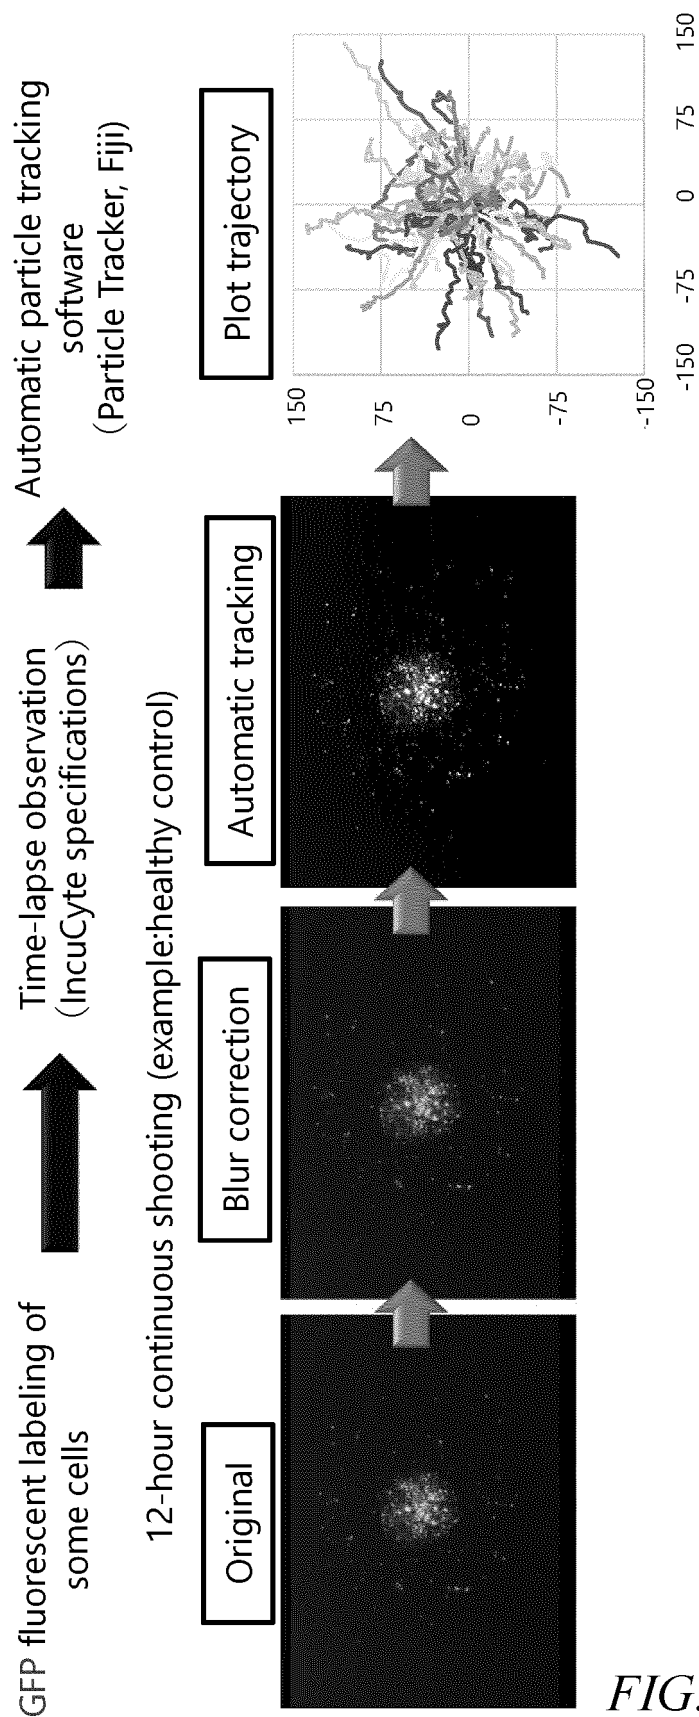 GFP fluorescent labeling of
some cells
Time-lapse observation
(IncuCyte specifications)
Automatic particle tracking
software
(Particle Tracker, Fiji)
12-hour continuous shooting (example:healthy control)
Original
Blur correction
Automatic tracking
Plot trajectory
150
75
0
-75
-150
-150
-75
0
75
150
FIG.